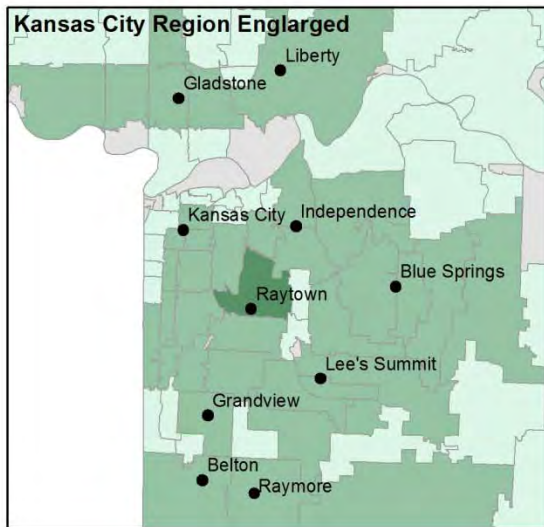 Kansas City Region Englarged
Liberty
Gladstone
Kansas City
Independence
Blue Springs
Raytown
Lee's Summit
Grandview
Belton
Raymore